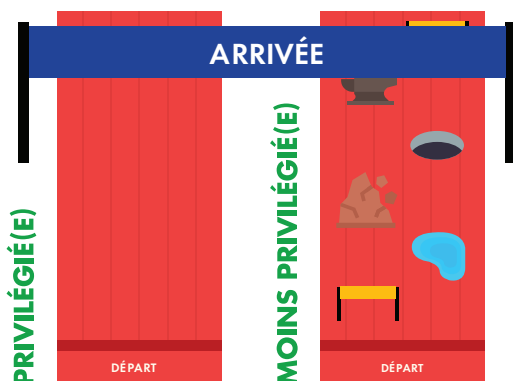 ARRIVÉE
PRIVILÉGIÉ(E)
MOINS PRIVILÉGIÉ(E)
DÉPART
DÉPART